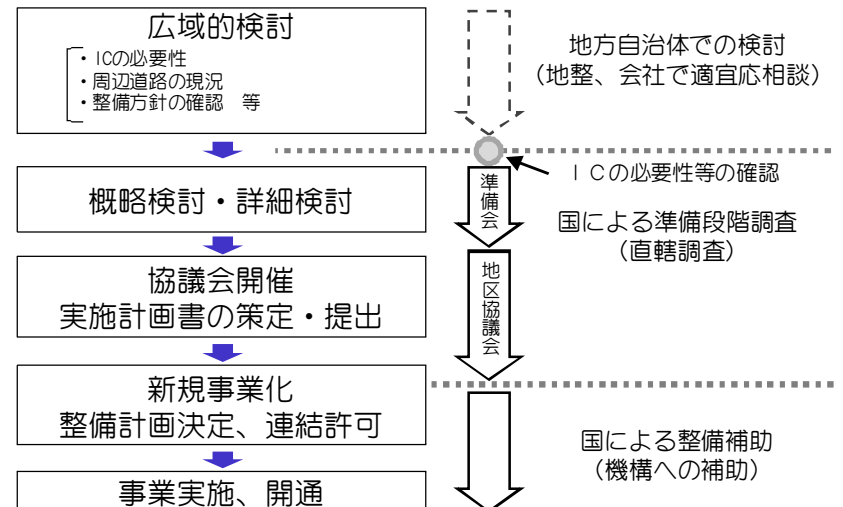 広域的検討
・ICの必要性
・周辺道路の現況
・整備方針の確認　等
地方自治体での検討
（地整、会社で適宜応相談）
ＩＣの必要性等の確認
概略検討・詳細検討
準備会
国による準備段階調査
（直轄調査）
協議会開催
実施計画書の策定・提出
地区協議会
新規事業化
整備計画決定、連結許可
国による整備補助
（機構への補助）
事業実施、開通